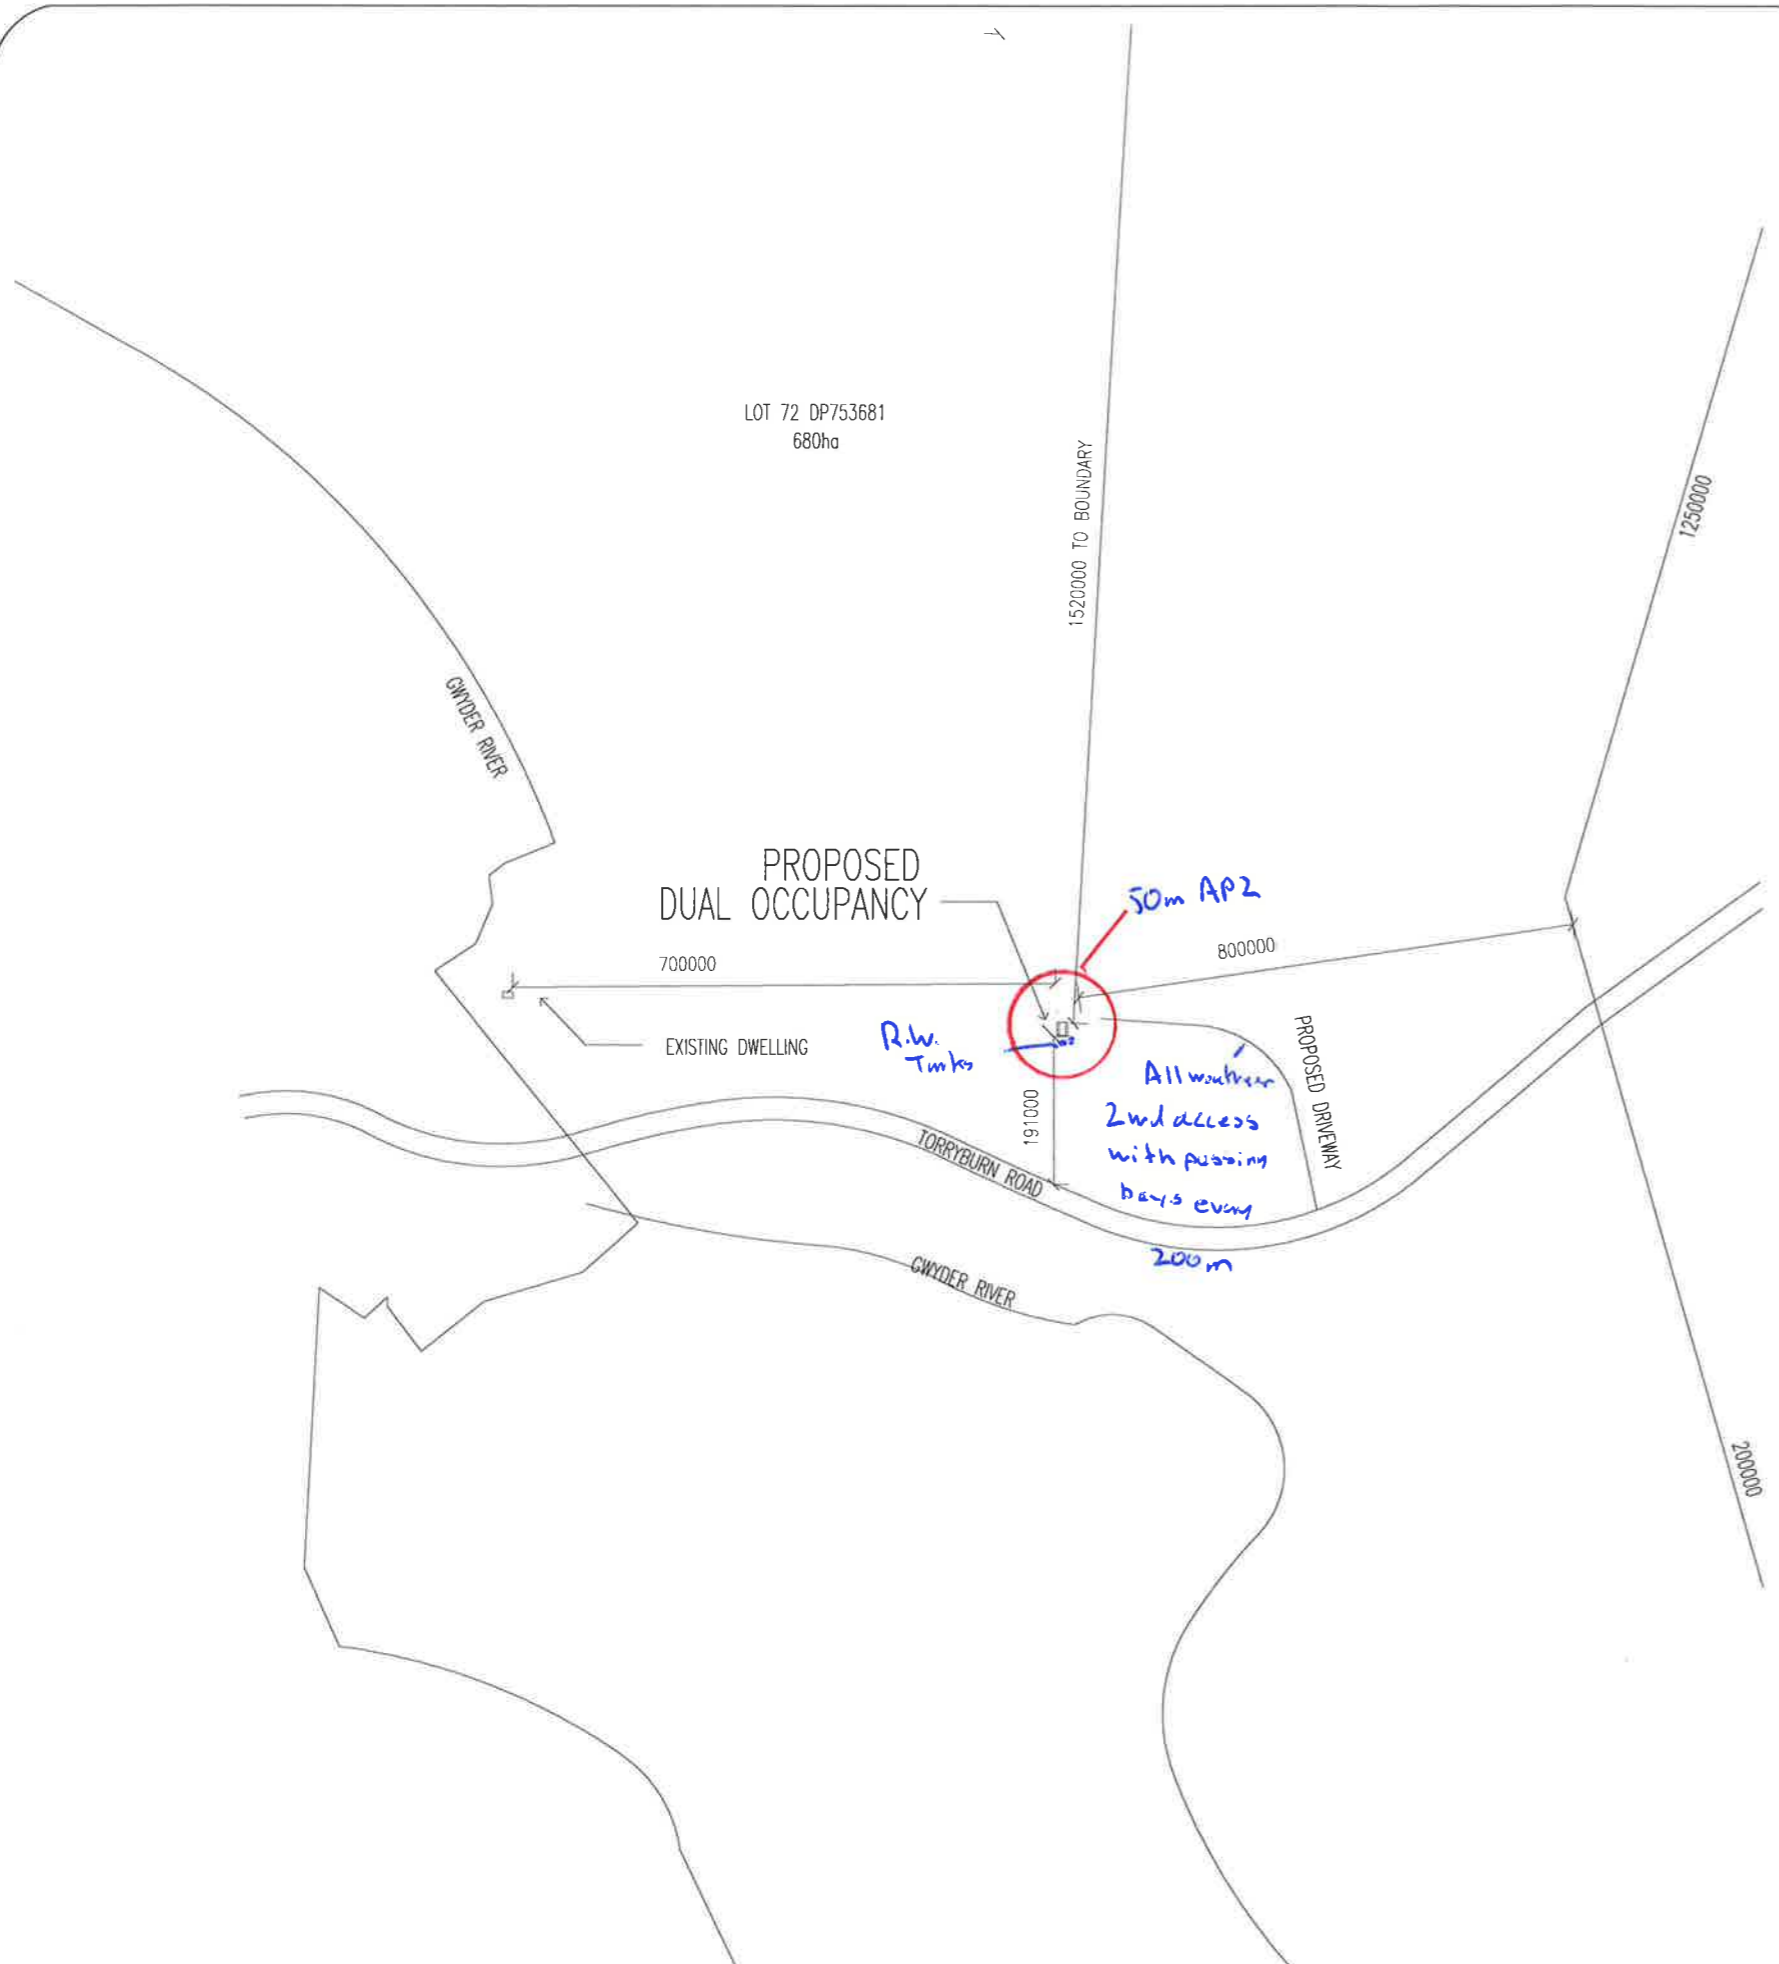 LOT 72 DP753681
680ha
1520000 TO BOUNDARY
1250000
GWYDER RIVER
PROPOSED
DUAL OCCUPANCY
50m APZ
700000
800000
EXISTING DWELLING
R.W.
Tanks
All weather
2wd access
with passing
bays every
200m
PROPOSED DRIVEWAY
191000
TORRYBURN ROAD
GWYDER RIVER
200000